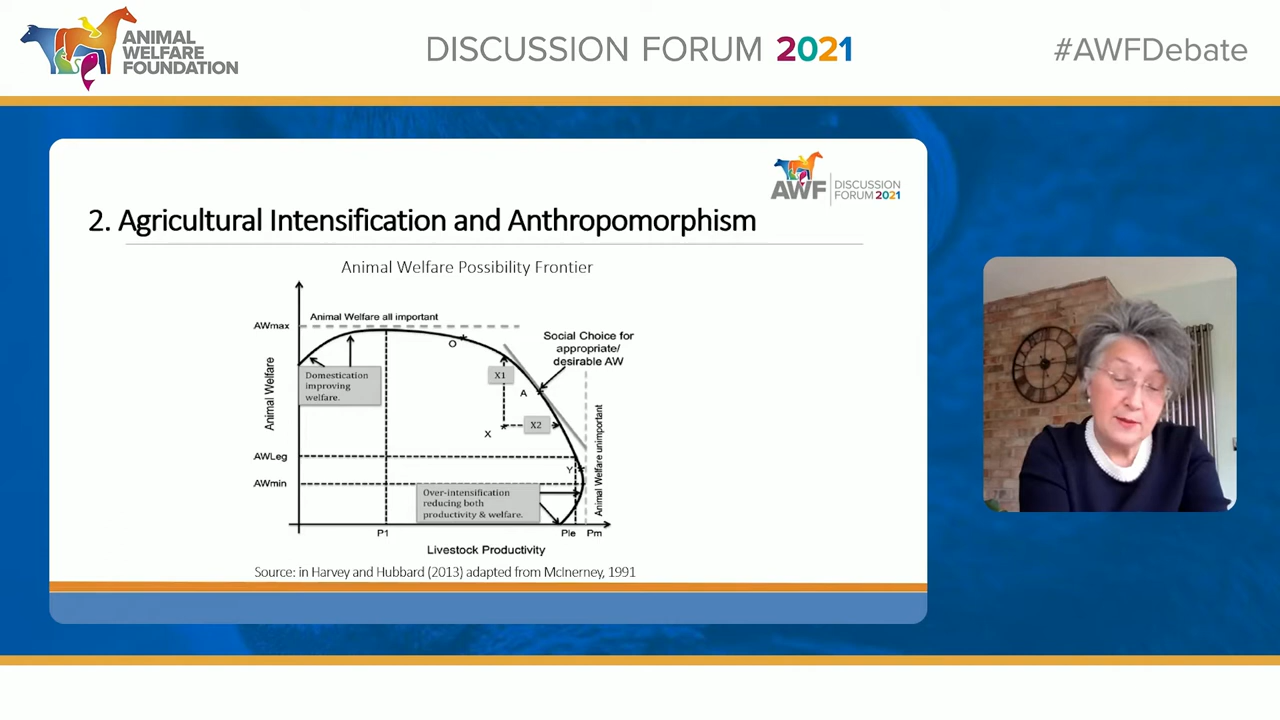 ANIMAL
WELFARE
FOUNDATION
DISCUSSION FORUM 2021
#AWFDebate
AWF
DISCUSSION
FORUM 2021
2. Agricultural Intensification and Anthropomorphism
Animal Welfare Possibility Frontier
AWmax
Animal Welfare all important
O
Social Choice for
appropriate/
desirable AW
Domestication
improving
welfare.
X1
A
X
X2
Animal Welfare
Animal Welfare unimportant
AWLeg
Y
AWmin
Over-intensification
reducing both
productivity & welfare.
P1
Ple
Pm
Livestock Productivity
Source: in Harvey and Hubbard (2013) adapted from McInerney, 1991